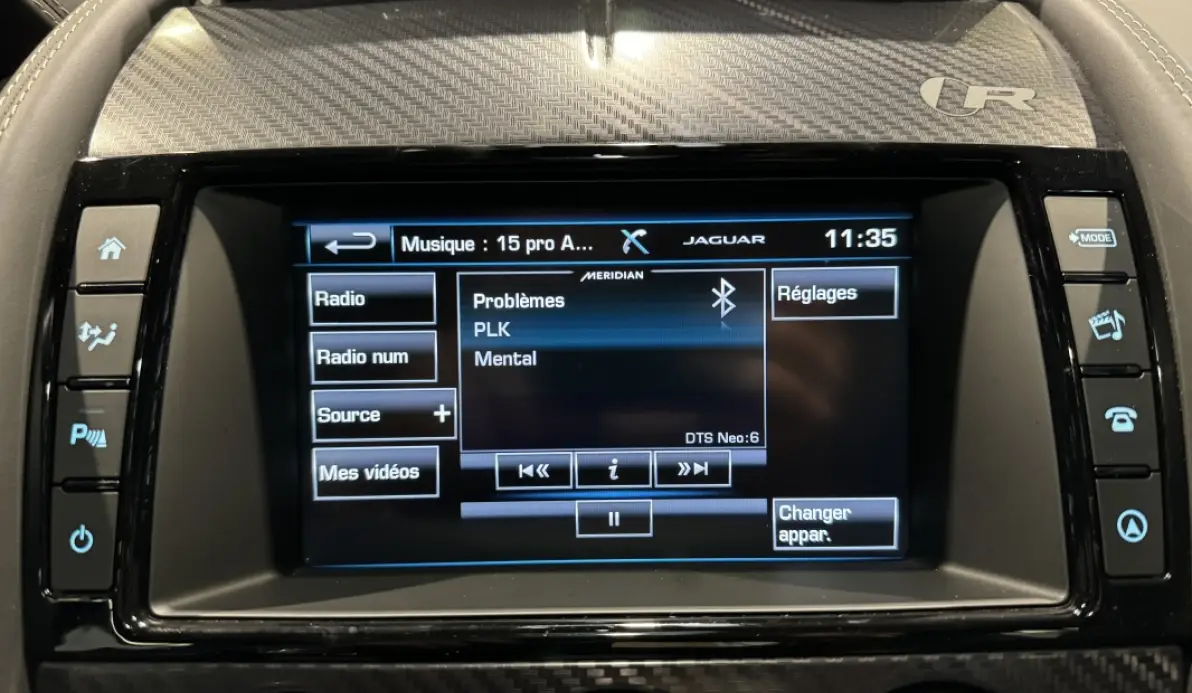 R
Musique : 15 pro A...
JAGUAR
11:35
MERIDIAN
Radio
Problèmes
Réglages
PLK
Radio num
Mental
Source +
DTS Neo:6
Mes vidéos
i
Changer
appar.
MODE
P